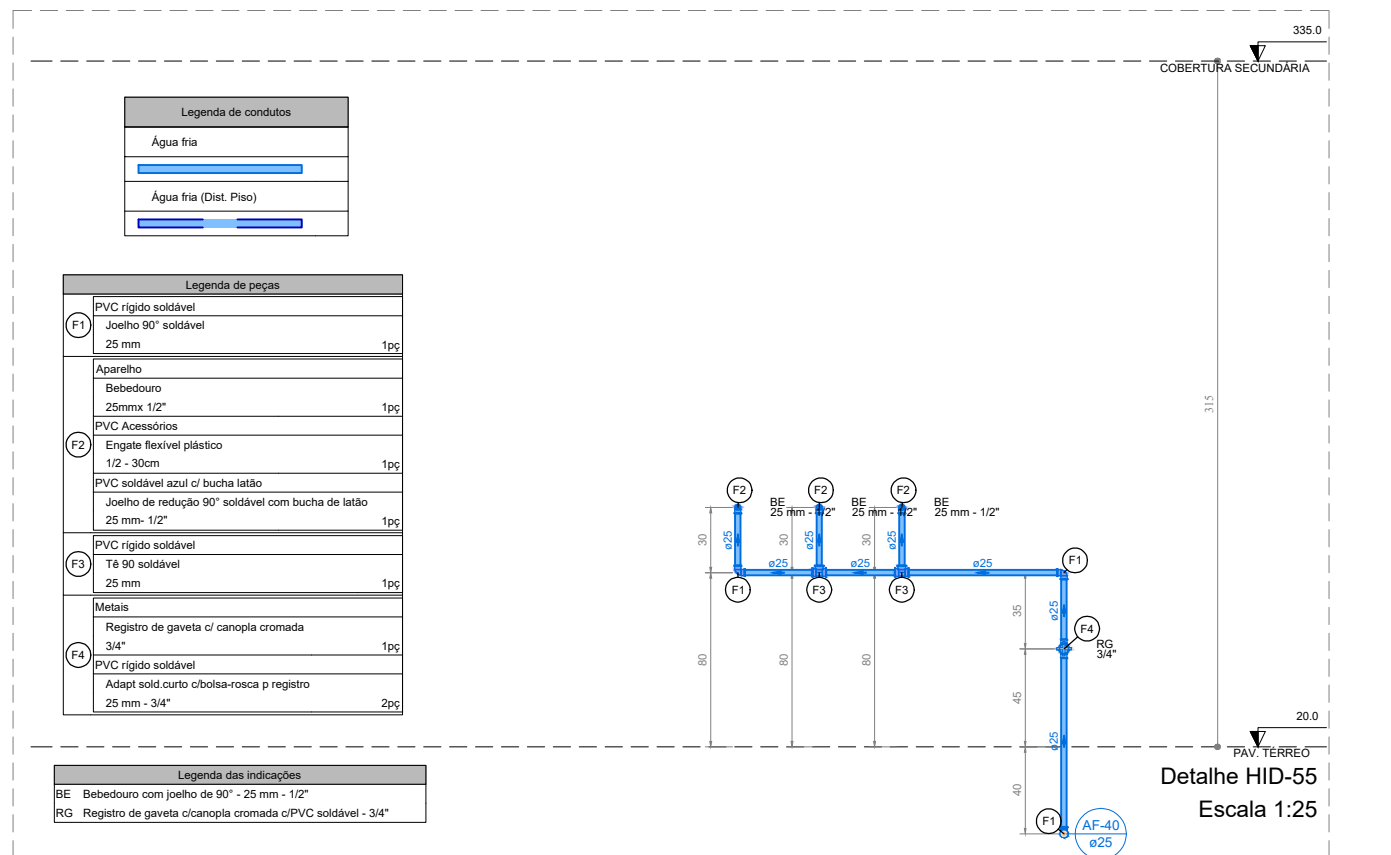 335.0
COBERTURA SECUNDÁRIA
Legenda de condutos
Água fria
Água fria (Dist. Piso)
Legenda de peças
F1
PVC rígido soldável
Joelho 90° soldável
25 mm 1pç
F2
Aparelho
Bebedouro
25mmx 1/2" 1pç
PVC Acessórios
Engate flexível plástico
1/2 - 30cm 1pç
PVC soldável azul c/ bucha latão
Joelho de redução 90° soldável com bucha de latão
25 mm- 1/2" 1pç
F3
PVC rígido soldável
Tê 90 soldável
25 mm 1pç
F4
Metais
Registro de gaveta c/ canopla cromada
3/4" 1pç
PVC rígido soldável
Adapt sold.curto c/bolsa-rosca p registro
25 mm - 3/4" 2pç
315
F2 F2 F2
BE BE BE
25 mm - 1/2" 25 mm - 1/2" 25 mm - 1/2"
30 ø25 30 ø25 30 ø25
ø25 ø25 ø25
F1 F3 F3 F1
35 ø25
F4
RG
3/4"
80 80 80
45
ø25
40
F1
AF-40
ø25
20.0
PAV. TÉRREO
Detalhe HID-55
Escala 1:25
Legenda das indicações
BE Bebedouro com joelho de 90° - 25 mm - 1/2"
RG Registro de gaveta c/canopla cromada c/PVC soldável - 3/4"